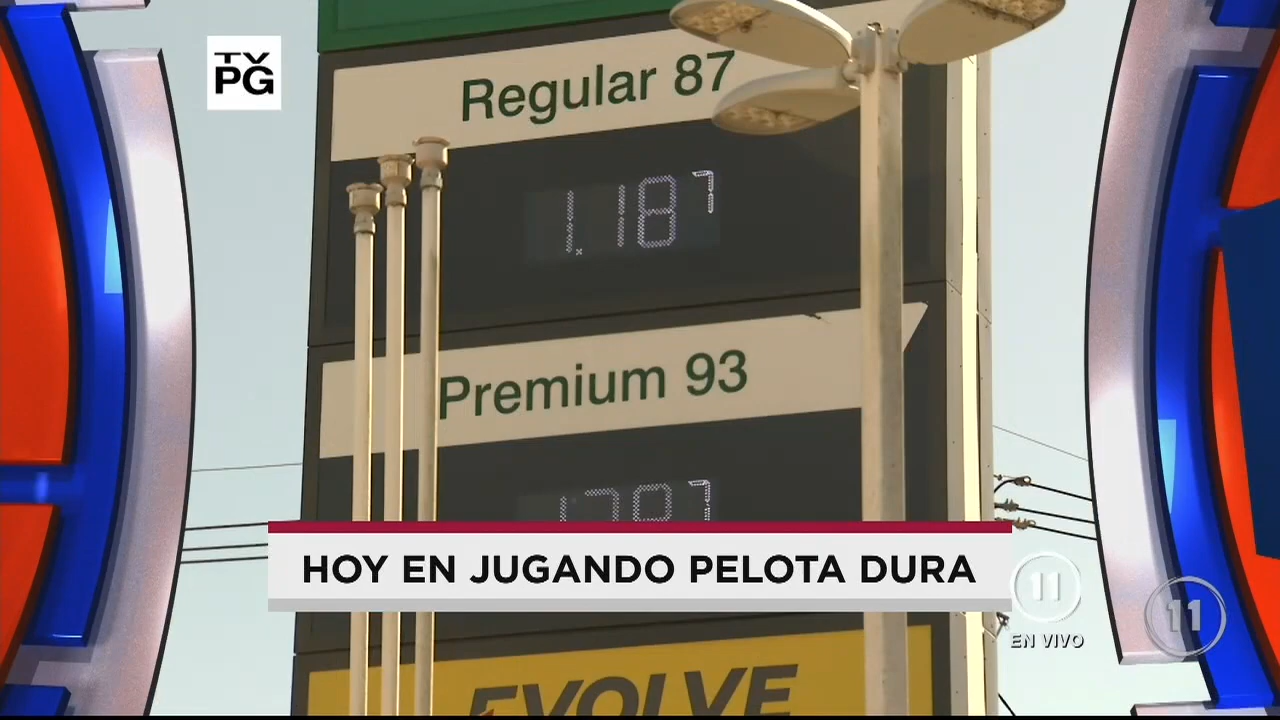 TV
PG
Regular 87
1.187
Premium 93
HOY EN JUGANDO PELOTA DURA
11
11
EN VIVO
EVOLVE